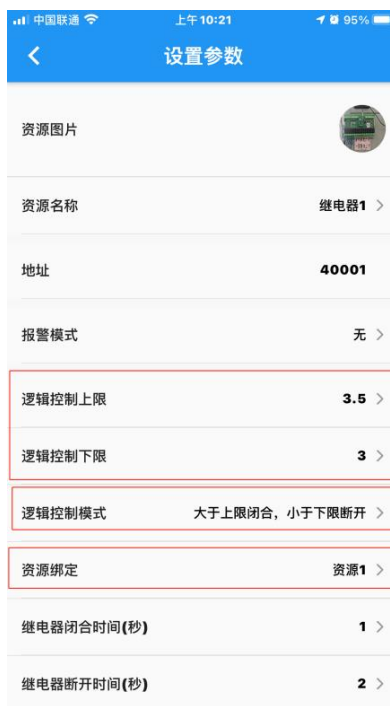 中国联通 上午10:21 95%
设置参数
资源图片
资源名称 继电器1
地址 40001
报警模式 无
逻辑控制上限 3.5
逻辑控制下限 3
逻辑控制模式 大于上限闭合，小于下限断开
资源绑定 资源1
继电器闭合时间(秒) 1
继电器断开时间(秒) 2